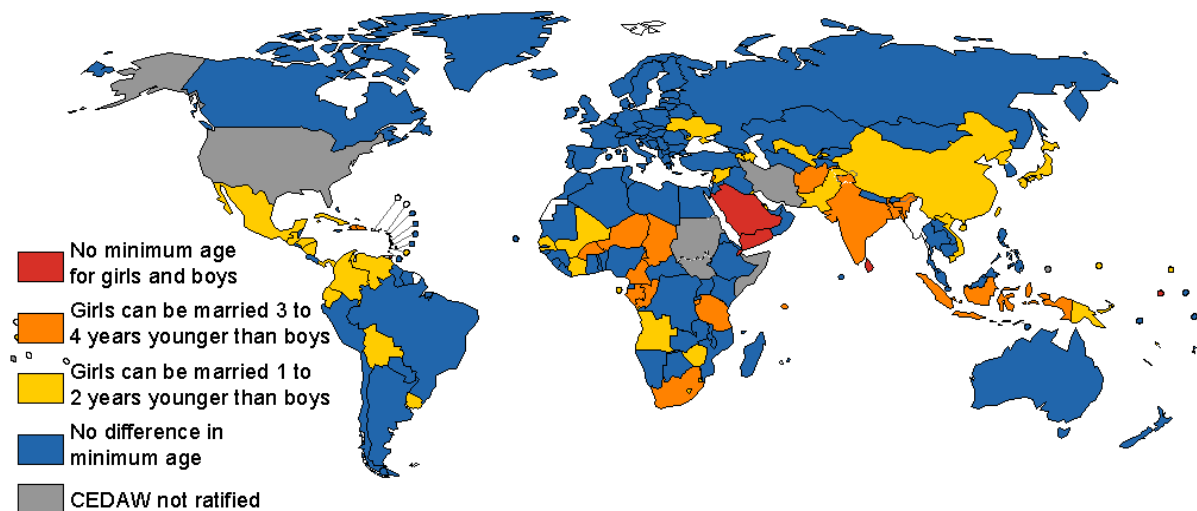 No minimum age
for girls and boys
Girls can be married 3 to
4 years younger than boys
Girls can be married 1 to
2 years younger than boys
No difference in
minimum age
CEDAW not ratified